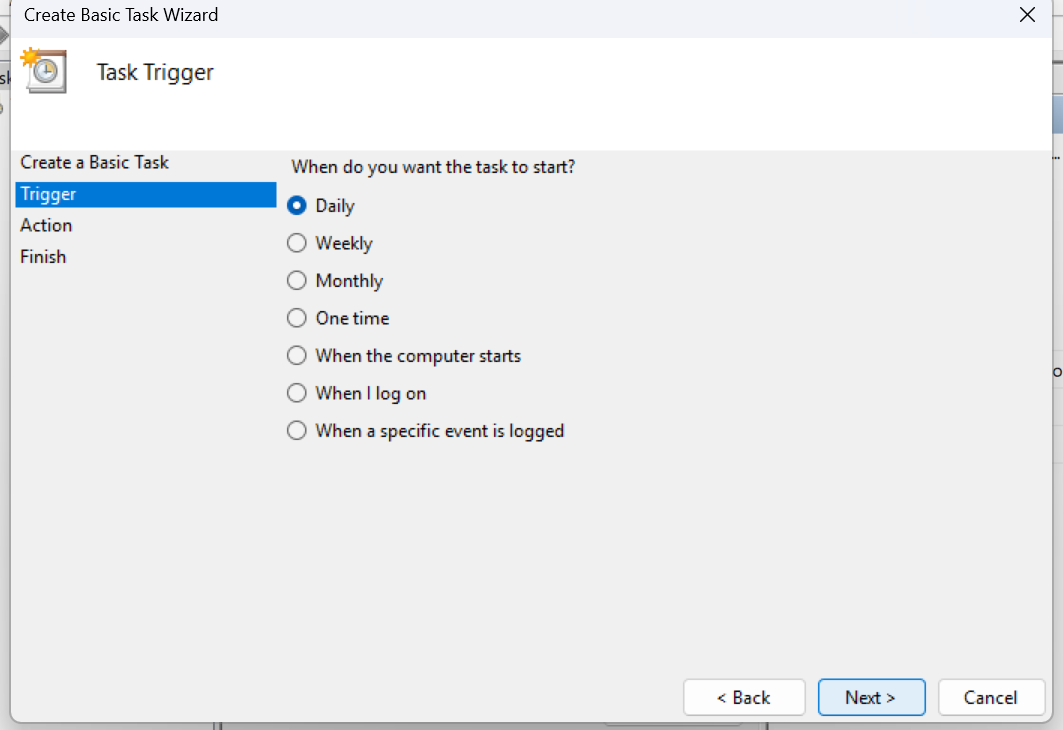 Create Basic Task Wizard
Task Trigger
Create a Basic Task
Trigger
Action
Finish
When do you want the task to start?
Daily
Weekly
Monthly
One time
When the computer starts
When I log on
When a specific event is logged
< Back
Next >
Cancel